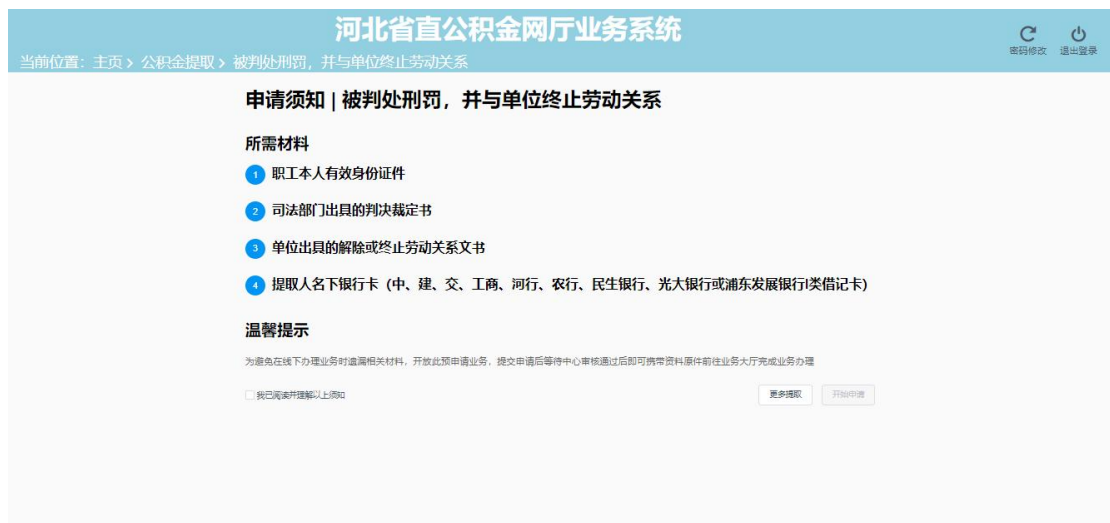 河北省直公积金网厅业务系统
密码修改 退出登录
当前位置：主页 › 公积金提取 › 被判处刑罚，并与单位终止劳动关系
申请须知 | 被判处刑罚，并与单位终止劳动关系
所需材料
1 职工本人有效身份证件
2 司法部门出具的判决裁定书
3 单位出具的解除或终止劳动关系文书
4 提取人名下银行卡（中、建、交、工商、河行、农行、民生银行、光大银行或浦东发展银行I类借记卡）
温馨提示
为避免在线下办理业务时遗漏相关材料，开放此预申请业务，提交申请后等待中心审核通过后即可携带资料原件前往业务大厅完成业务办理
我已阅读并理解以上须知 更多提取 开始申请